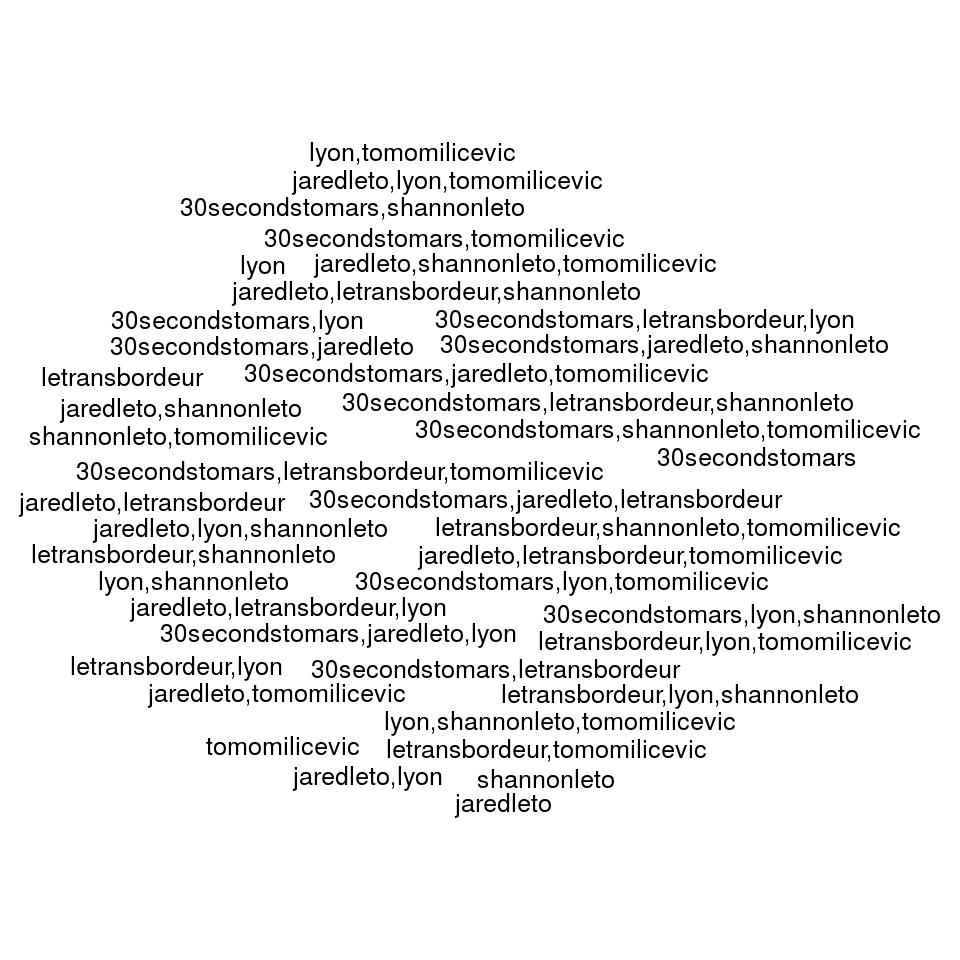 lyon,tomomilicevic
jaredleto,lyon,tomomilicevic
30secondstomars,shannonleto
30secondstomars,tomomilicevic
lyon jaredleto,shannonleto,tomomilicevic
jaredleto,letransbordeur,shannonleto
30secondstomars,lyon 30secondstomars,letransbordeur,lyon
30secondstomars,jaredleto 30secondstomars,jaredleto,shannonleto
letransbordeur 30secondstomars,jaredleto,tomomilicevic
jaredleto,shannonleto 30secondstomars,letransbordeur,shannonleto
shannonleto,tomomilicevic 30secondstomars,shannonleto,tomomilicevic
30secondstomars
30secondstomars,letransbordeur,tomomilicevic
jaredleto,letransbordeur 30secondstomars,jaredleto,letransbordeur
jaredleto,lyon,shannonleto letransbordeur,shannonleto,tomomilicevic
letransbordeur,shannonleto jaredleto,letransbordeur,tomomilicevic
lyon,shannonleto 30secondstomars,lyon,tomomilicevic
jaredleto,letransbordeur,lyon 30secondstomars,lyon,shannonleto
30secondstomars,jaredleto,lyon letransbordeur,lyon,tomomilicevic
letransbordeur,lyon 30secondstomars,letransbordeur
jaredleto,tomomilicevic letransbordeur,lyon,shannonleto
lyon,shannonleto,tomomilicevic
tomomilicevic letransbordeur,tomomilicevic
jaredleto,lyon shannonleto
jaredleto